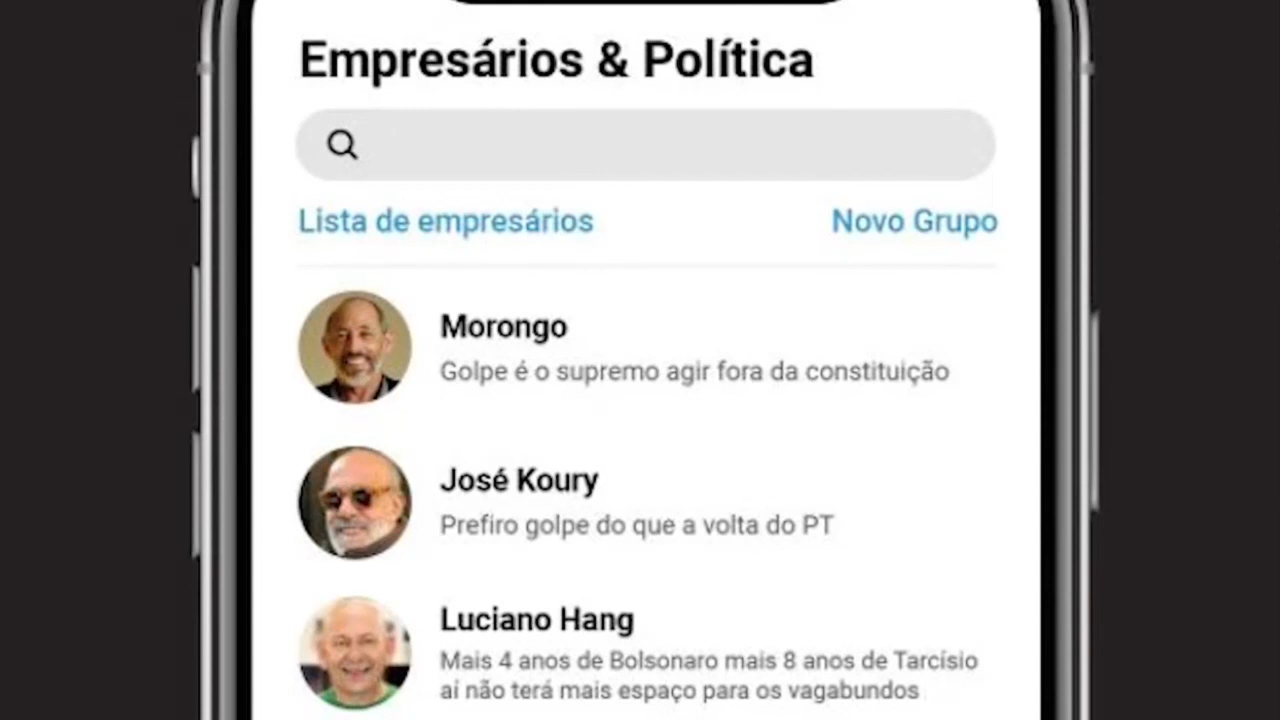 Empresários & Política
Lista de empresários
Novo Grupo
Morongo
Golpe é o supremo agir fora da constituição
José Koury
Prefiro golpe do que a volta do PT
Luciano Hang
Mais 4 anos de Bolsonaro mais 8 anos de Tarcísio
aí não terá mais espaço para os vagabundos